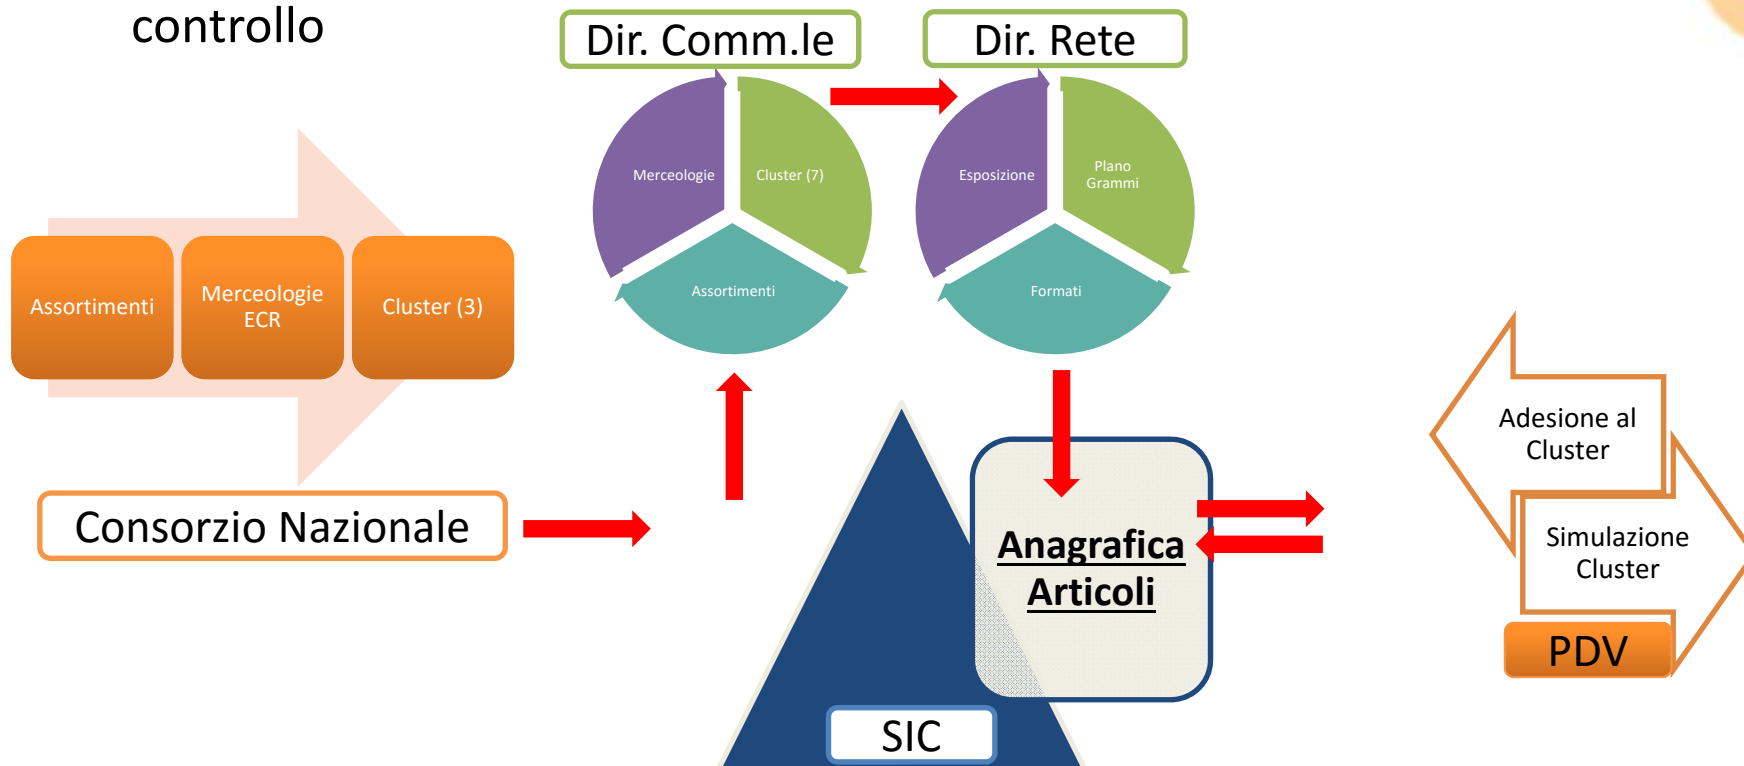 controllo
Dir. Comm.le
Dir. Rete
Merceologie
Cluster (7)
Assortimenti
Esposizione
Plano
Grammi
Formati
Assortimenti
Merceologie
ECR
Cluster (3)
Consorzio Nazionale
Anagrafica
Articoli
SIC
Adesione al
Cluster
Simulazione
Cluster
PDV